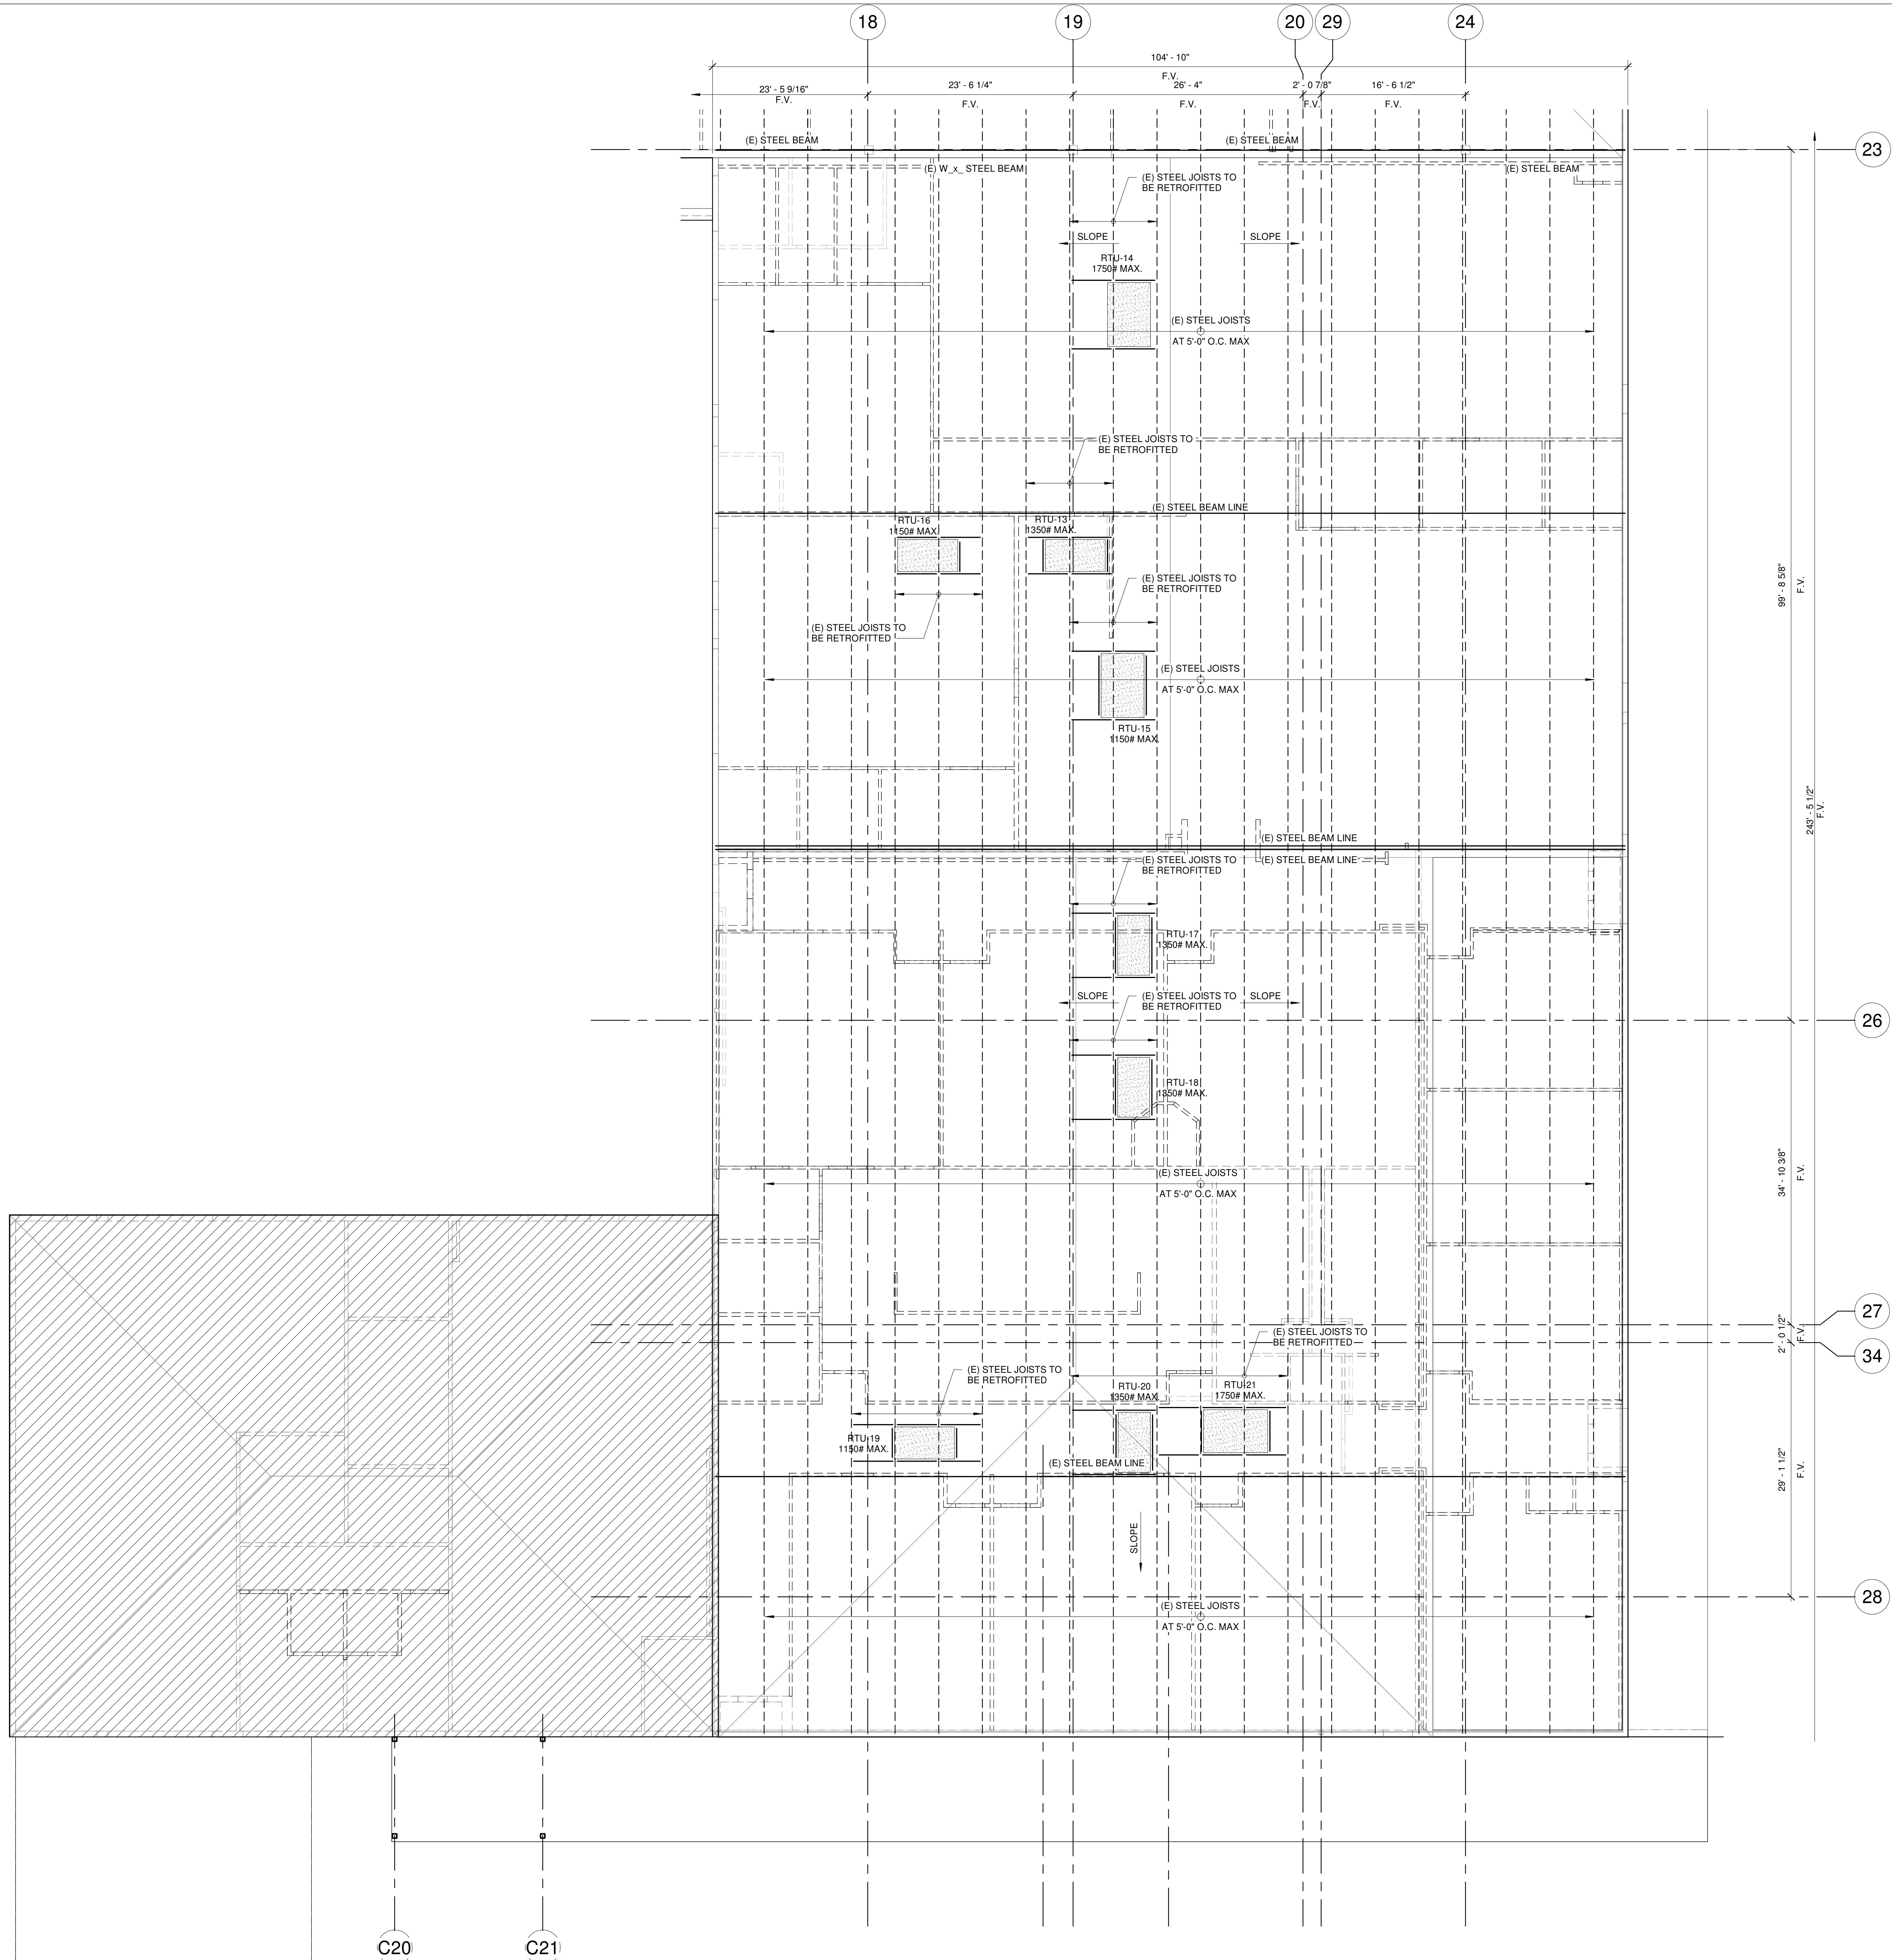 18
19
20
29
24
104' - 10"
F.V.
23' - 5 9/16"
F.V.
23' - 6 1/4"
F.V.
26' - 4"
F.V.
2' - 0 7/8"
F.V.
16' - 6 1/2"
F.V.
(E) STEEL BEAM
(E) STEEL BEAM
23
(E) W_x_ STEEL BEAM
(E) STEEL BEAM
(E) STEEL JOISTS TO
BE RETROFITTED
SLOPE
SLOPE
RTU-14
1750# MAX.
(E) STEEL JOISTS
AT 5'-0" O.C. MAX
(E) STEEL JOISTS TO
BE RETROFITTED
(E) STEEL BEAM LINE
RTU-16
1150# MAX.
RTU-13
1350# MAX.
(E) STEEL JOISTS TO
BE RETROFITTED
99' - 8 5/8"
F.V.
(E) STEEL JOISTS TO
BE RETROFITTED
(E) STEEL JOISTS
AT 5'-0" O.C. MAX
RTU-15
1150# MAX.
243' - 5 1/2"
F.V.
(E) STEEL BEAM LINE
(E) STEEL BEAM LINE
(E) STEEL JOISTS TO
BE RETROFITTED
RTU-17
1350# MAX.
SLOPE
(E) STEEL JOISTS TO
BE RETROFITTED
SLOPE
26
RTU-18
1350# MAX.
(E) STEEL JOISTS
AT 5'-0" O.C. MAX
34' - 10 3/8"
F.V.
27
2' - 0 1/2"
F.V.
34
(E) STEEL JOISTS TO
BE RETROFITTED
(E) STEEL JOISTS TO
BE RETROFITTED
RTU-20
1350# MAX.
RTU-21
1750# MAX.
RTU-19
1150# MAX.
(E) STEEL BEAM LINE
29' - 1 1/2"
F.V.
SLOPE
28
(E) STEEL JOISTS
AT 5'-0" O.C. MAX
C20
C21